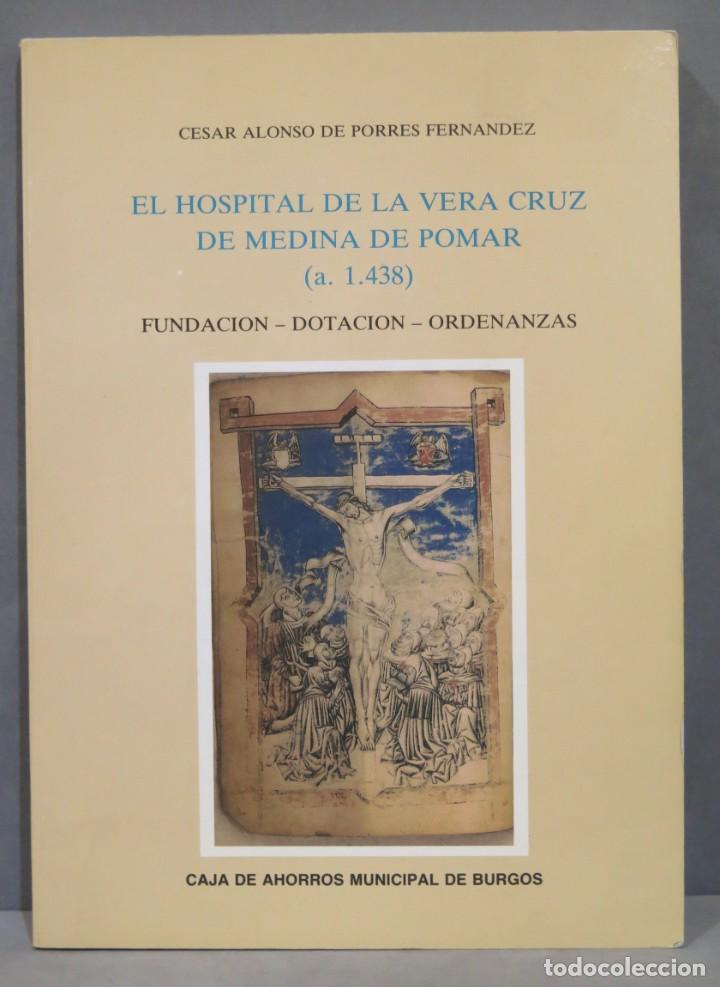 CESAR ALONSO DE PORRES FERNANDEZ
EL HOSPITAL DE LA VERA CRUZ
DE MEDINA DE POMAR
(a. 1.438)
FUNDACION – DOTACION – ORDENANZAS
CAJA DE AHORROS MUNICIPAL DE BURGOS
todocoleccion